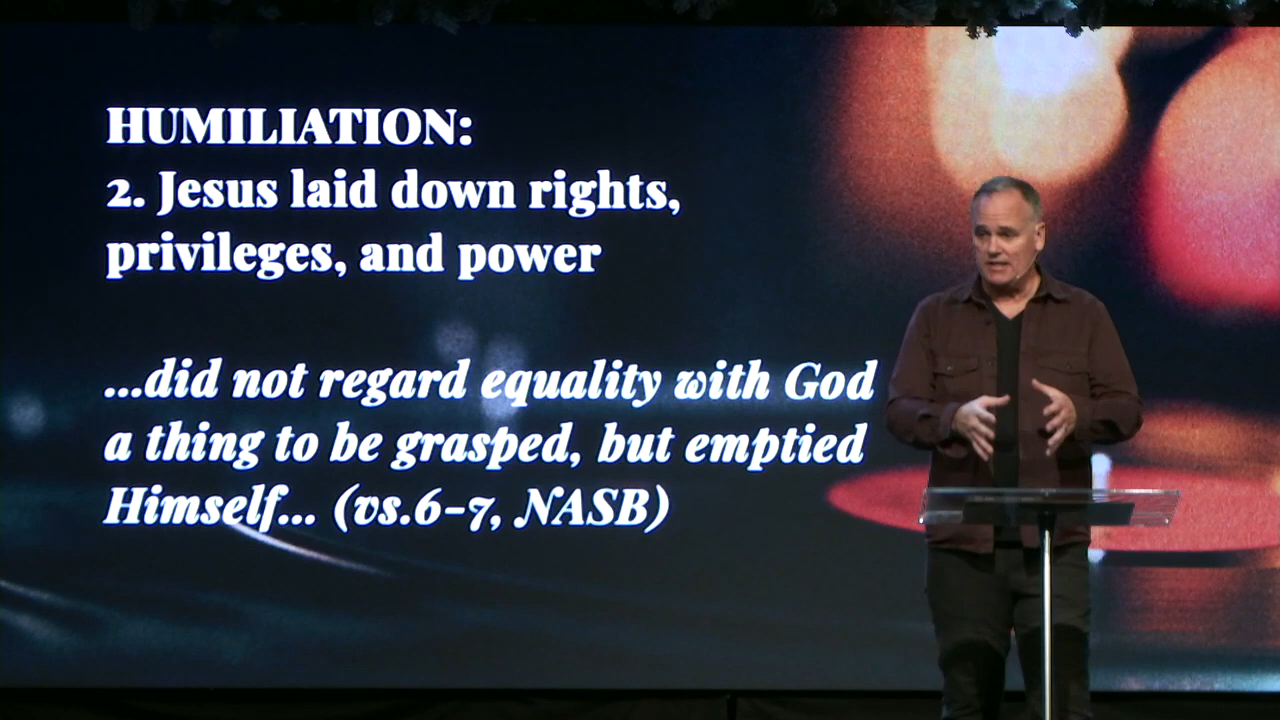 HUMILIATION:
2. Jesus laid down rights,
privileges, and power
...did not regard equality with God
a thing to be grasped, but emptied
Himself... (vs.6-7, NASB)